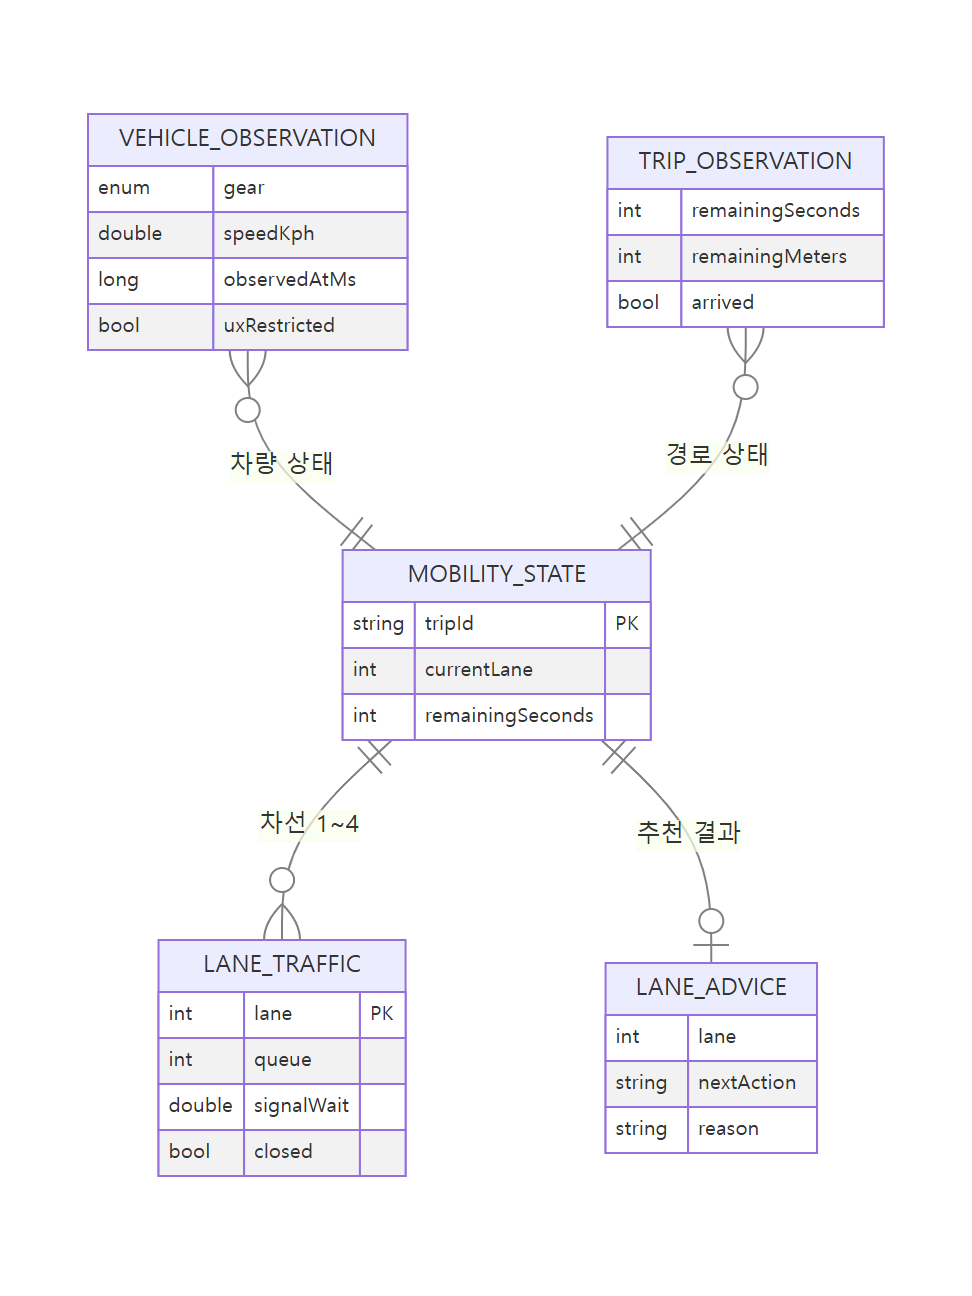 VEHICLE_OBSERVATION
enum gear
double speedKph
long observedAtMs
bool uxRestricted
TRIP_OBSERVATION
int remainingSeconds
int remainingMeters
bool arrived
차량 상태
경로 상태
MOBILITY_STATE
string tripId PK
int currentLane
int remainingSeconds
차선 1~4
추천 결과
LANE_TRAFFIC
int lane PK
int queue
double signalWait
bool closed
LANE_ADVICE
int lane
string nextAction
string reason